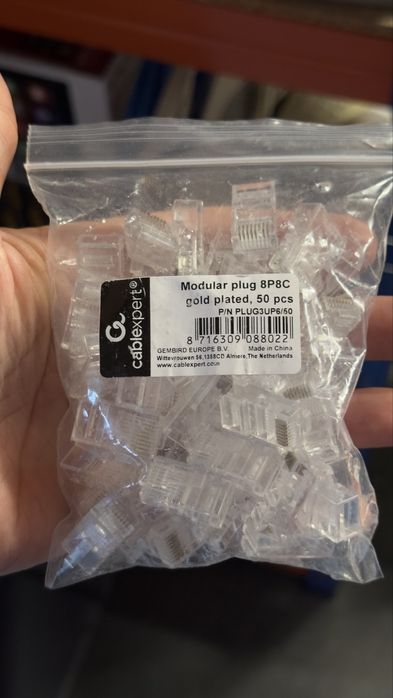 cablexpert®
Modular plug 8P8C
gold plated, 50 pcs
P/N PLUG3UP6/50
8 716309 088022
GEMBIRD EUROPE B.V. Made in China
Wittevrouwen 56,1358CD Almere,The Netherlands
www.cablexpert.com